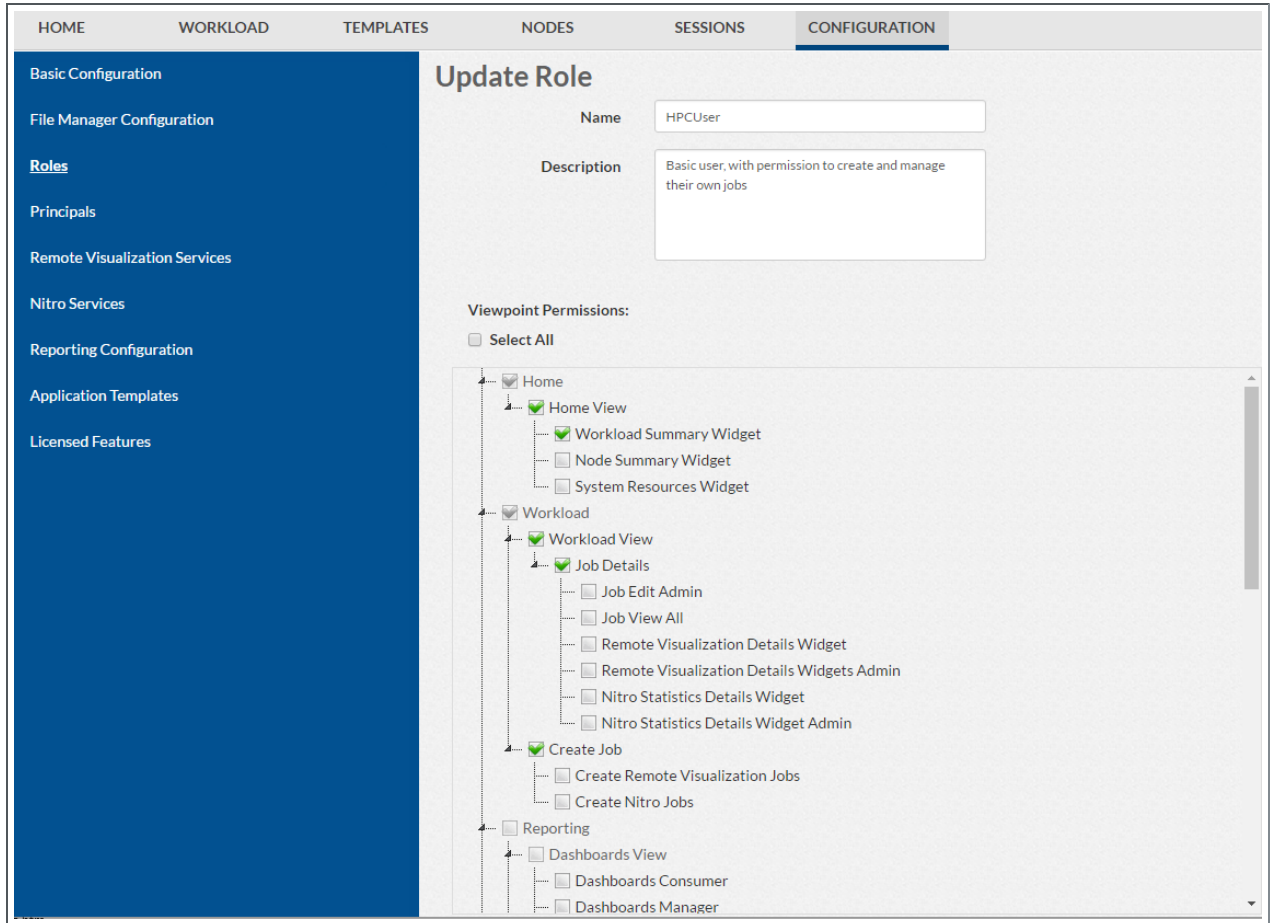 HOME WORKLOAD TEMPLATES NODES SESSIONS CONFIGURATION
Basic Configuration
File Manager Configuration
Roles
Principals
Remote Visualization Services
Nitro Services
Reporting Configuration
Application Templates
Licensed Features
Update Role
Name HPCUser
Description Basic user, with permission to create and manage
their own jobs
Viewpoint Permissions:
Select All
Home
Home View
Workload Summary Widget
Node Summary Widget
System Resources Widget
Workload
Workload View
Job Details
Job Edit Admin
Job View All
Remote Visualization Details Widget
Remote Visualization Details Widgets Admin
Nitro Statistics Details Widget
Nitro Statistics Details Widget Admin
Create Job
Create Remote Visualization Jobs
Create Nitro Jobs
Reporting
Dashboards View
Dashboards Consumer
Dashboards Manager